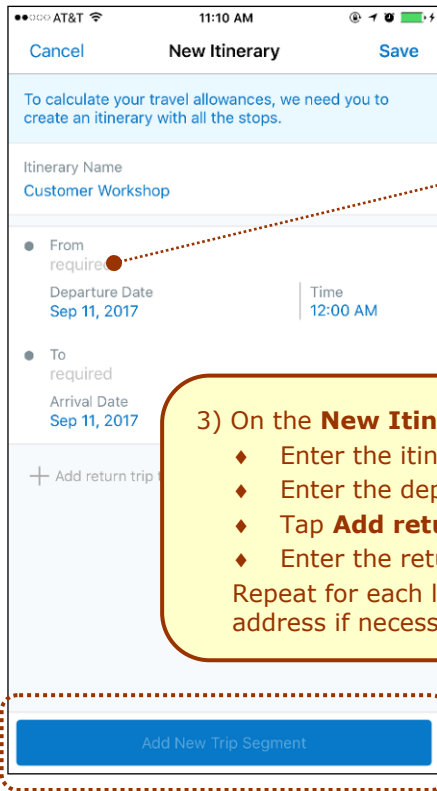 AT&T 11:10 AM
Cancel New Itinerary Save
To calculate your travel allowances, we need you to
create an itinerary with all the stops.
Itinerary Name
Customer Workshop
From
required
Departure Date Time
Sep 11, 2017 12:00 AM
To
required
Arrival Date
Sep 11, 2017
+ Add return trip
3) On the New Itin
♦ Enter the itin
♦ Enter the dep
♦ Tap Add retu
♦ Enter the retu
Repeat for each l
address if necess
Add New Trip Segment